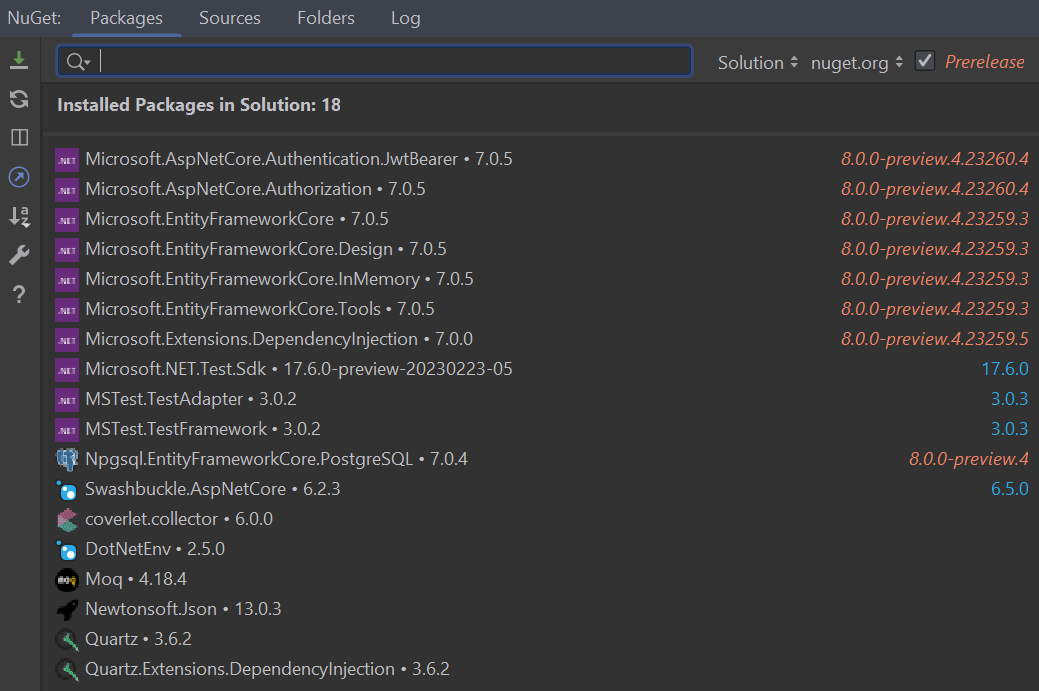 NuGet: Packages Sources Folders Log
Solution nuget.org Prerelease
Installed Packages in Solution: 18
.NET Microsoft.AspNetCore.Authentication.JwtBearer • 7.0.5 8.0.0-preview.4.23260.4
.NET Microsoft.AspNetCore.Authorization • 7.0.5 8.0.0-preview.4.23260.4
.NET Microsoft.EntityFrameworkCore • 7.0.5 8.0.0-preview.4.23259.3
.NET Microsoft.EntityFrameworkCore.Design • 7.0.5 8.0.0-preview.4.23259.3
.NET Microsoft.EntityFrameworkCore.InMemory • 7.0.5 8.0.0-preview.4.23259.3
.NET Microsoft.EntityFrameworkCore.Tools • 7.0.5 8.0.0-preview.4.23259.3
.NET Microsoft.Extensions.DependencyInjection • 7.0.0 8.0.0-preview.4.23259.5
.NET Microsoft.NET.Test.Sdk • 17.6.0-preview-20230223-05 17.6.0
.NET MSTest.TestAdapter • 3.0.2 3.0.3
.NET MSTest.TestFramework • 3.0.2 3.0.3
Npgsql.EntityFrameworkCore.PostgreSQL • 7.0.4 8.0.0-preview.4
Swashbuckle.AspNetCore • 6.2.3 6.5.0
coverlet.collector • 6.0.0
DotNetEnv • 2.5.0
MOQ Moq • 4.18.4
Newtonsoft.Json • 13.0.3
Quartz • 3.6.2
Quartz.Extensions.DependencyInjection • 3.6.2